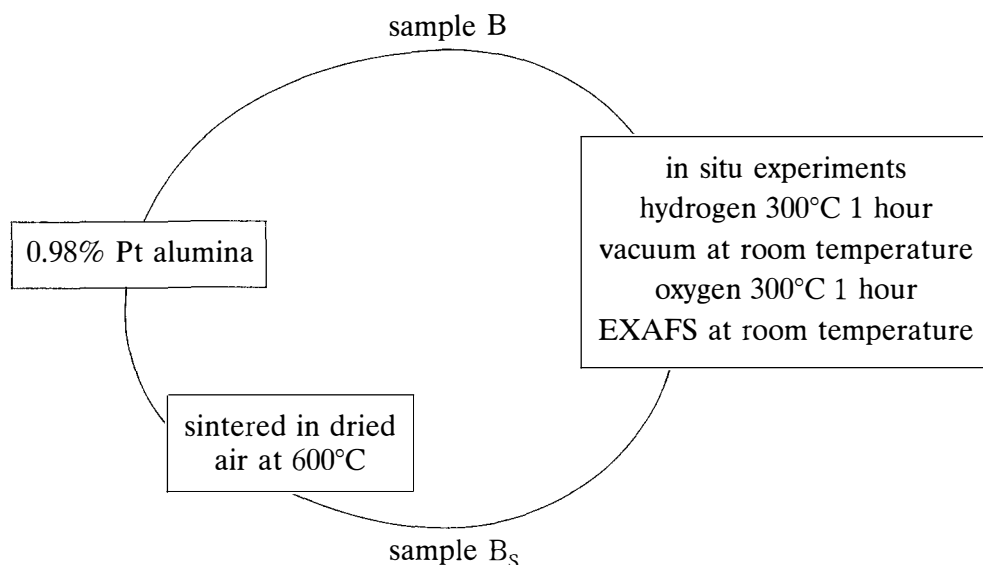 sample B
in situ experiments
hydrogen 300°C 1 hour
vacuum at room temperature
oxygen 300°C 1 hour
EXAFS at room temperature
0.98% Pt alumina
sintered in dried
air at 600°C
sample Bₛ